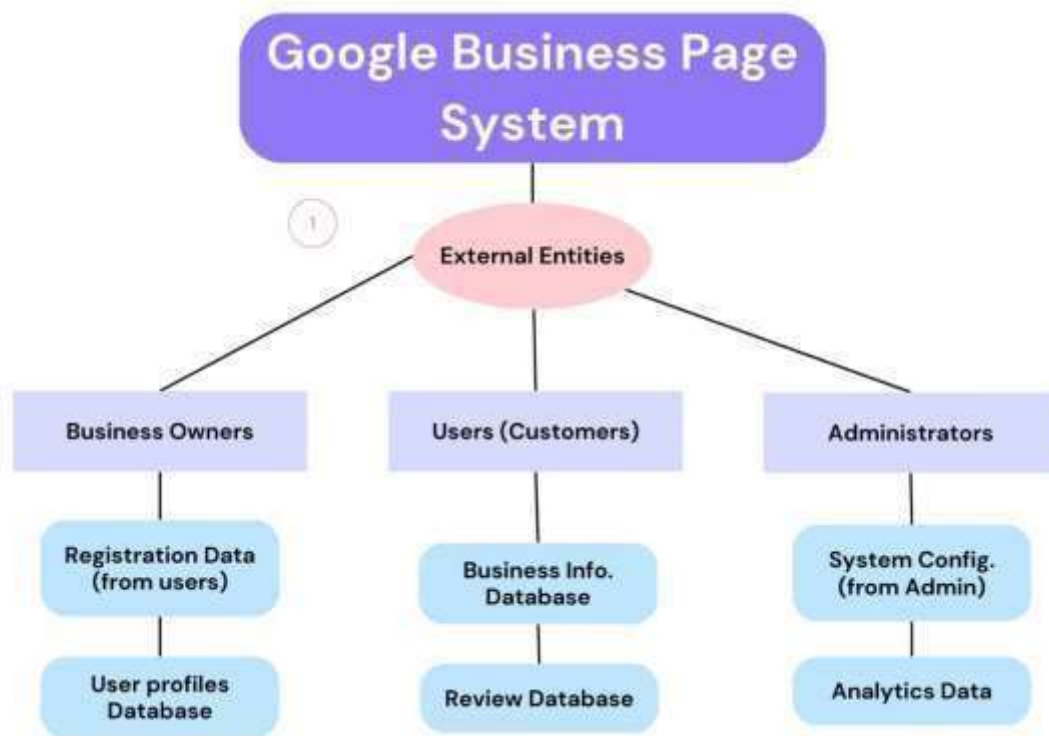 Google Business Page
System
1
External Entities
Business Owners
Users (Customers)
Administrators
Registration Data
(from users)
Business Info.
Database
System Config.
(from Admin)
User profiles
Database
Review Database
Analytics Data